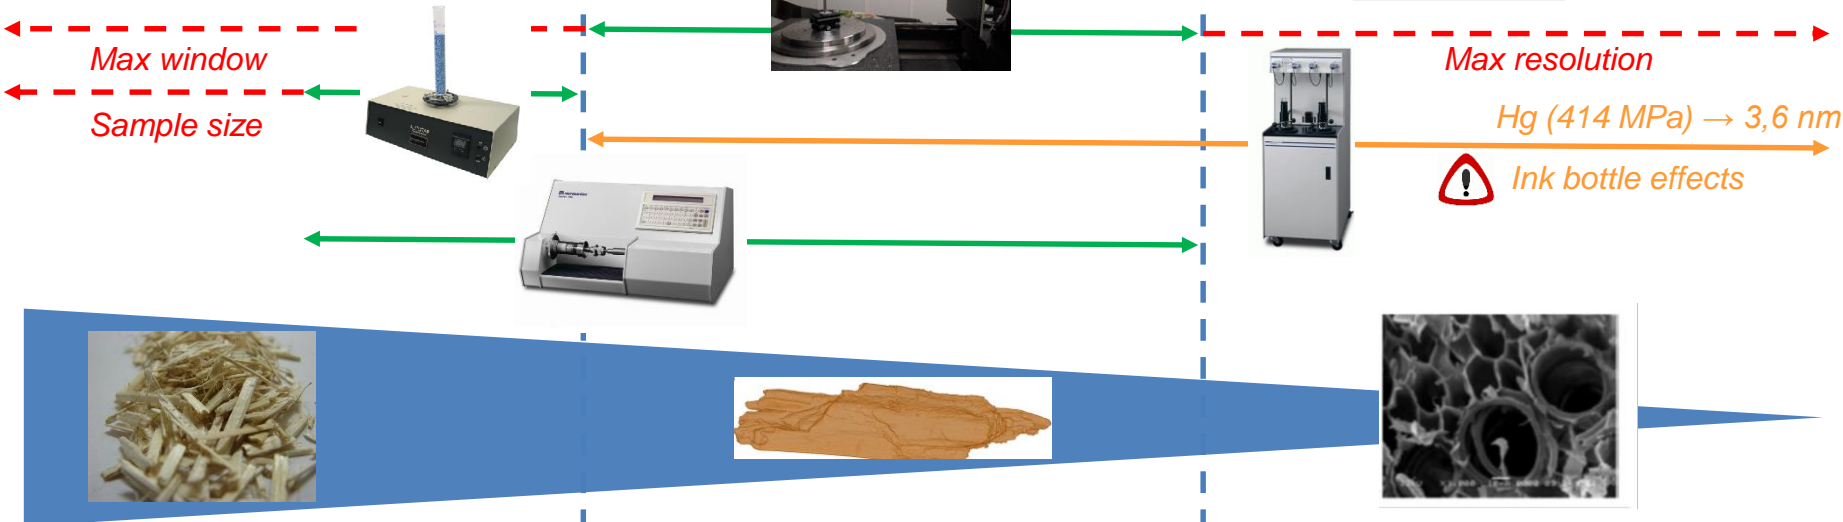 Max window
Max resolution
Sample size
Hg (414 MPa) → 3,6 nm
Ink bottle effects